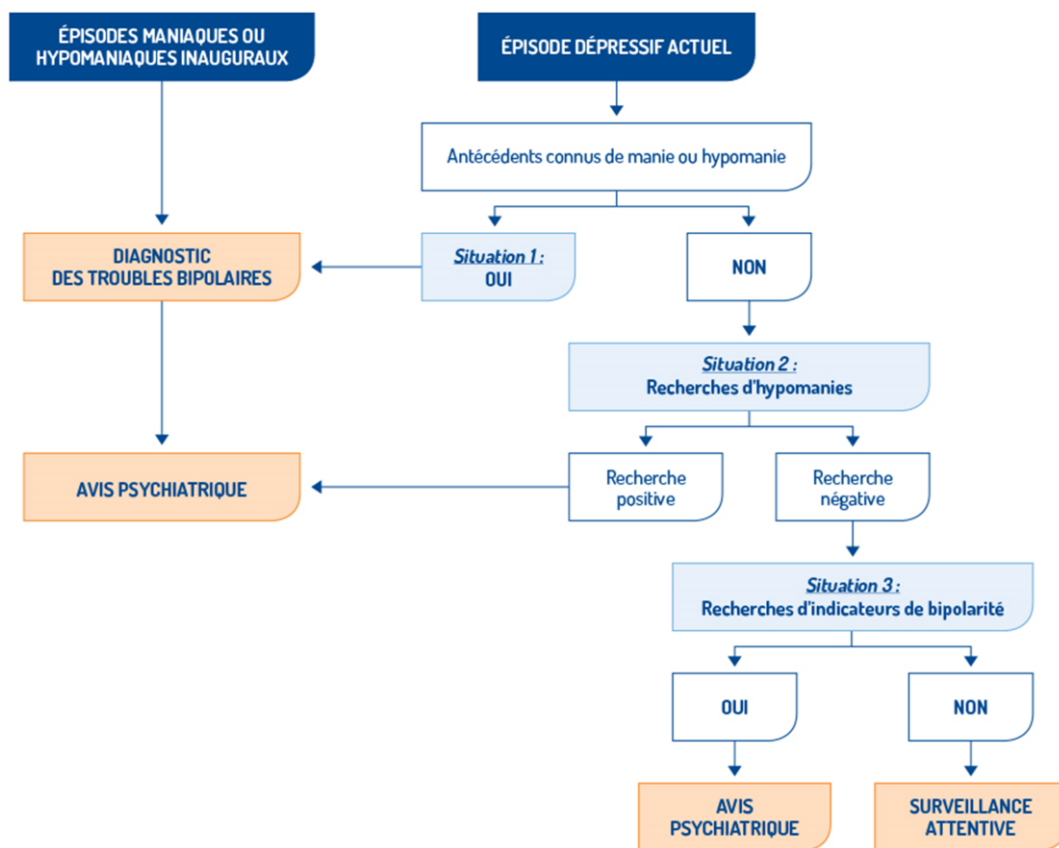 ÉPISODES MANIAQUES OU
HYPOMANIAQUES INAUGURAUX
ÉPISODE DÉPRESSIF ACTUEL
Antécédents connus de manie ou hypomanie
DIAGNOSTIC
DES TROUBLES BIPOLAIRES
Situation 1 :
OUI
NON
Situation 2 :
Recherches d'hypomanies
AVIS PSYCHIATRIQUE
Recherche
positive
Recherche
négative
Situation 3 :
Recherches d'indicateurs de bipolarité
OUI
NON
AVIS
PSYCHIATRIQUE
SURVEILLANCE
ATTENTIVE